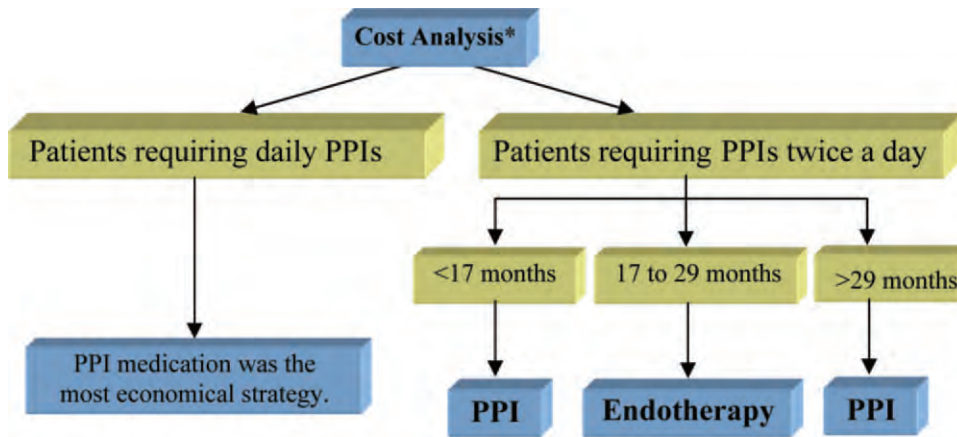 Cost Analysis*
Patients requiring daily PPIs
Patients requiring PPIs twice a day
<17 months
17 to 29 months
>29 months
PPI medication was the
most economical strategy.
PPI
Endotherapy
PPI